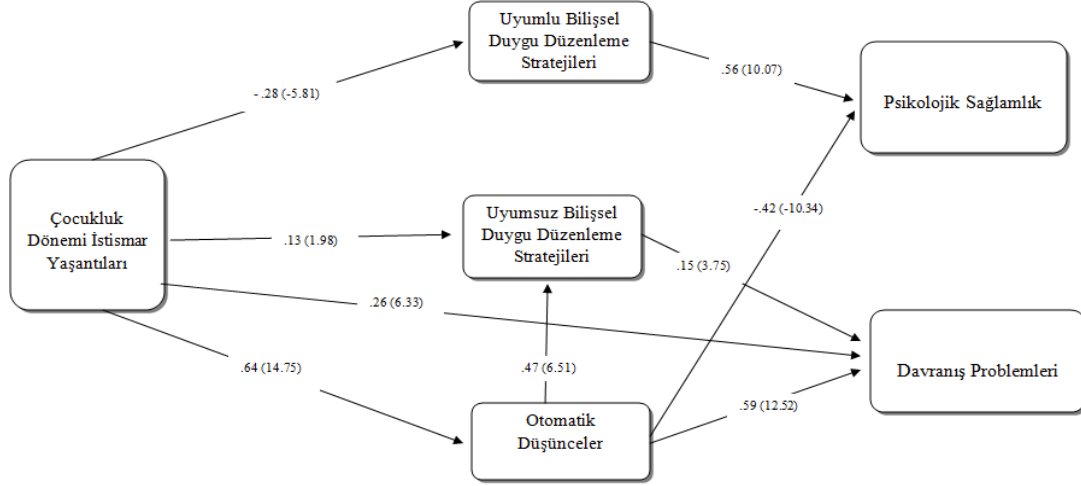 Uyumlu Bilişsel
Duygu Düzenleme
Stratejileri
.56 (10.07)
Psikolojik Sağlamlık
- .28 (-5.81)
Çocukluk
Dönemi İstismar
Yaşantıları
.13 (1.98)
Uyumsuz Bilişsel
Duygu Düzenleme
Stratejileri
-.42 (-10.34)
.15 (3.75)
.26 (6.33)
.64 (14.75)
.47 (6.51)
Davranış Problemleri
.59 (12.52)
Otomatik
Düşünceler